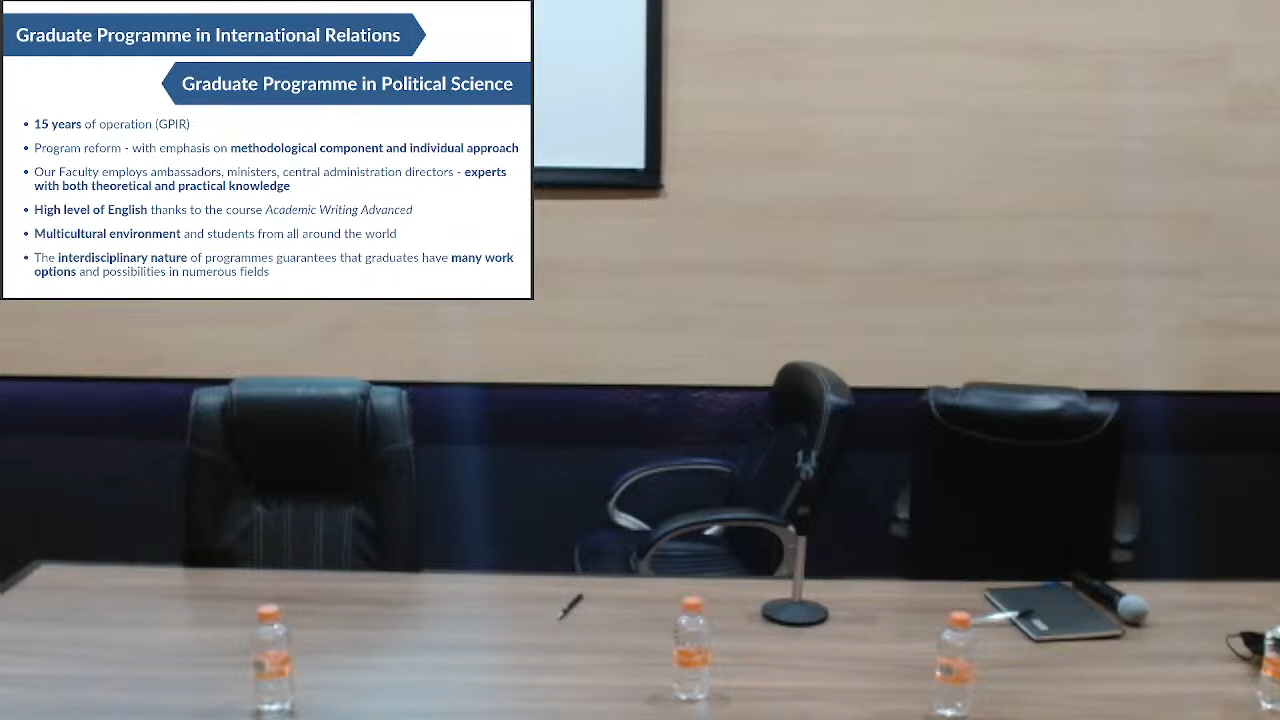 Graduate Programme in International Relations
Graduate Programme in Political Science
• 15 years of operation (GPIR)
• Program reform - with emphasis on methodological component and individual approach
• Our Faculty employs ambassadors, ministers, central administration directors - experts
with both theoretical and practical knowledge
• High level of English thanks to the course Academic Writing Advanced
• Multicultural environment and students from all around the world
• The interdisciplinary nature of programmes guarantees that graduates have many work
options and possibilities in numerous fields